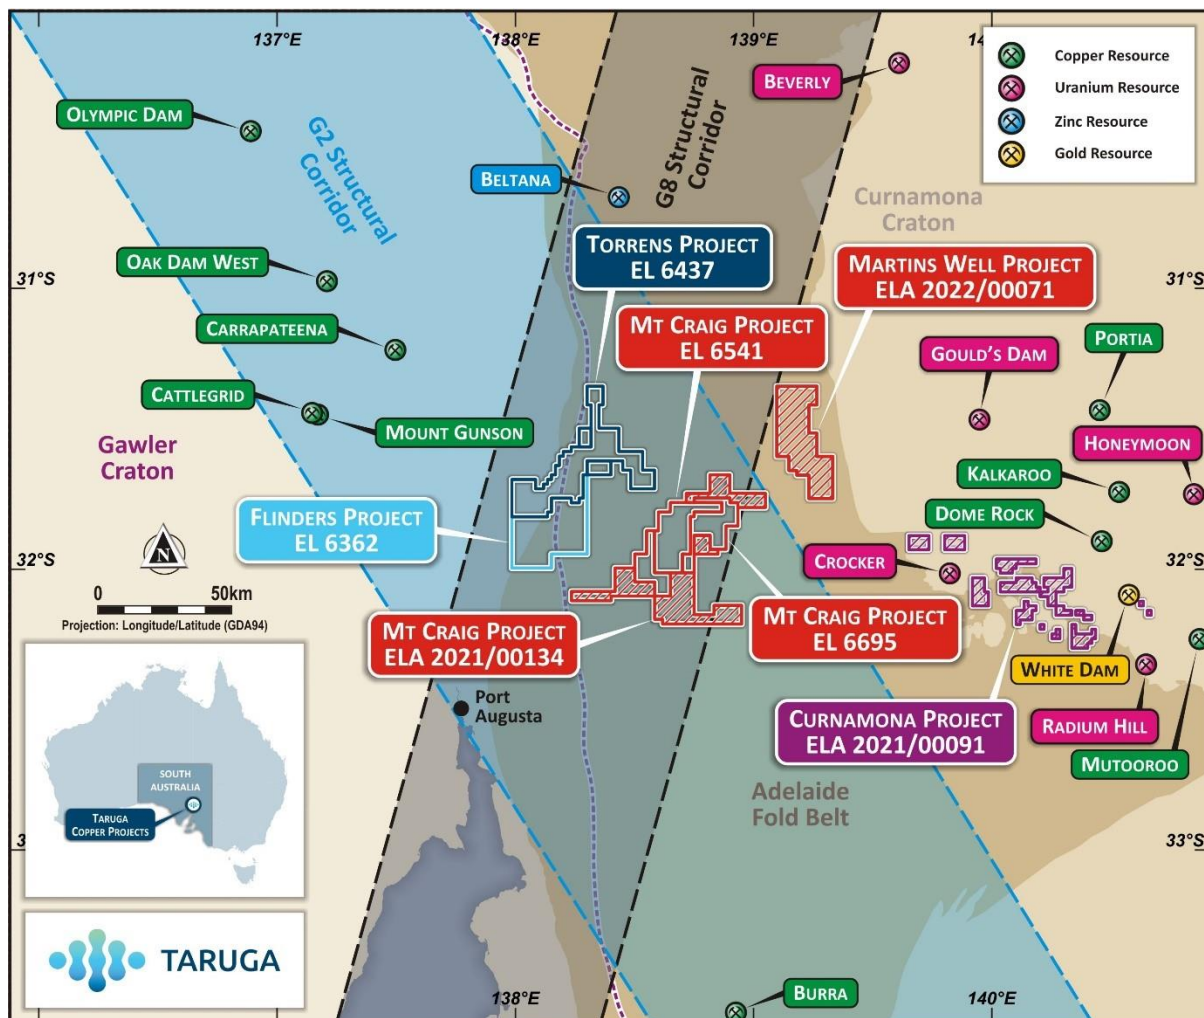 137°E
138°E
139°E
BEVERLY
Copper Resource
Uranium Resource
Zinc Resource
Gold Resource
OLYMPIC DAM
G2 Structural
Corridor
BELTANA
G8 Structural
Corridor
Curnamona
Craton
TORRENS PROJECT
EL 6437
MARTINS WELL PROJECT
ELA 2022/00071
OAK DAM WEST
31°S
31°S
MT CRAIG PROJECT
EL 6541
CARRAPATEENA
GOULD'S DAM
PORTIA
CATTLEGRID
MOUNT GUNSON
HONEYMOON
Gawler
Craton
KALKAROO
FLINDERS PROJECT
EL 6362
DOME ROCK
N
CROCKER
32°S
32°S
0 50km
Projection: Longitude/Latitude (GDA94)
MT CRAIG PROJECT
ELA 2021/00134
MT CRAIG PROJECT
EL 6695
WHITE DAM
Port
Augusta
CURNAMONA PROJECT
ELA 2021/00091
RADIUM HILL
MUTOOROO
SOUTH
AUSTRALIA
TARUGA
COPPER PROJECTS
Adelaide
Fold Belt
33°S
TARUGA
138°E
BURRA
140°E